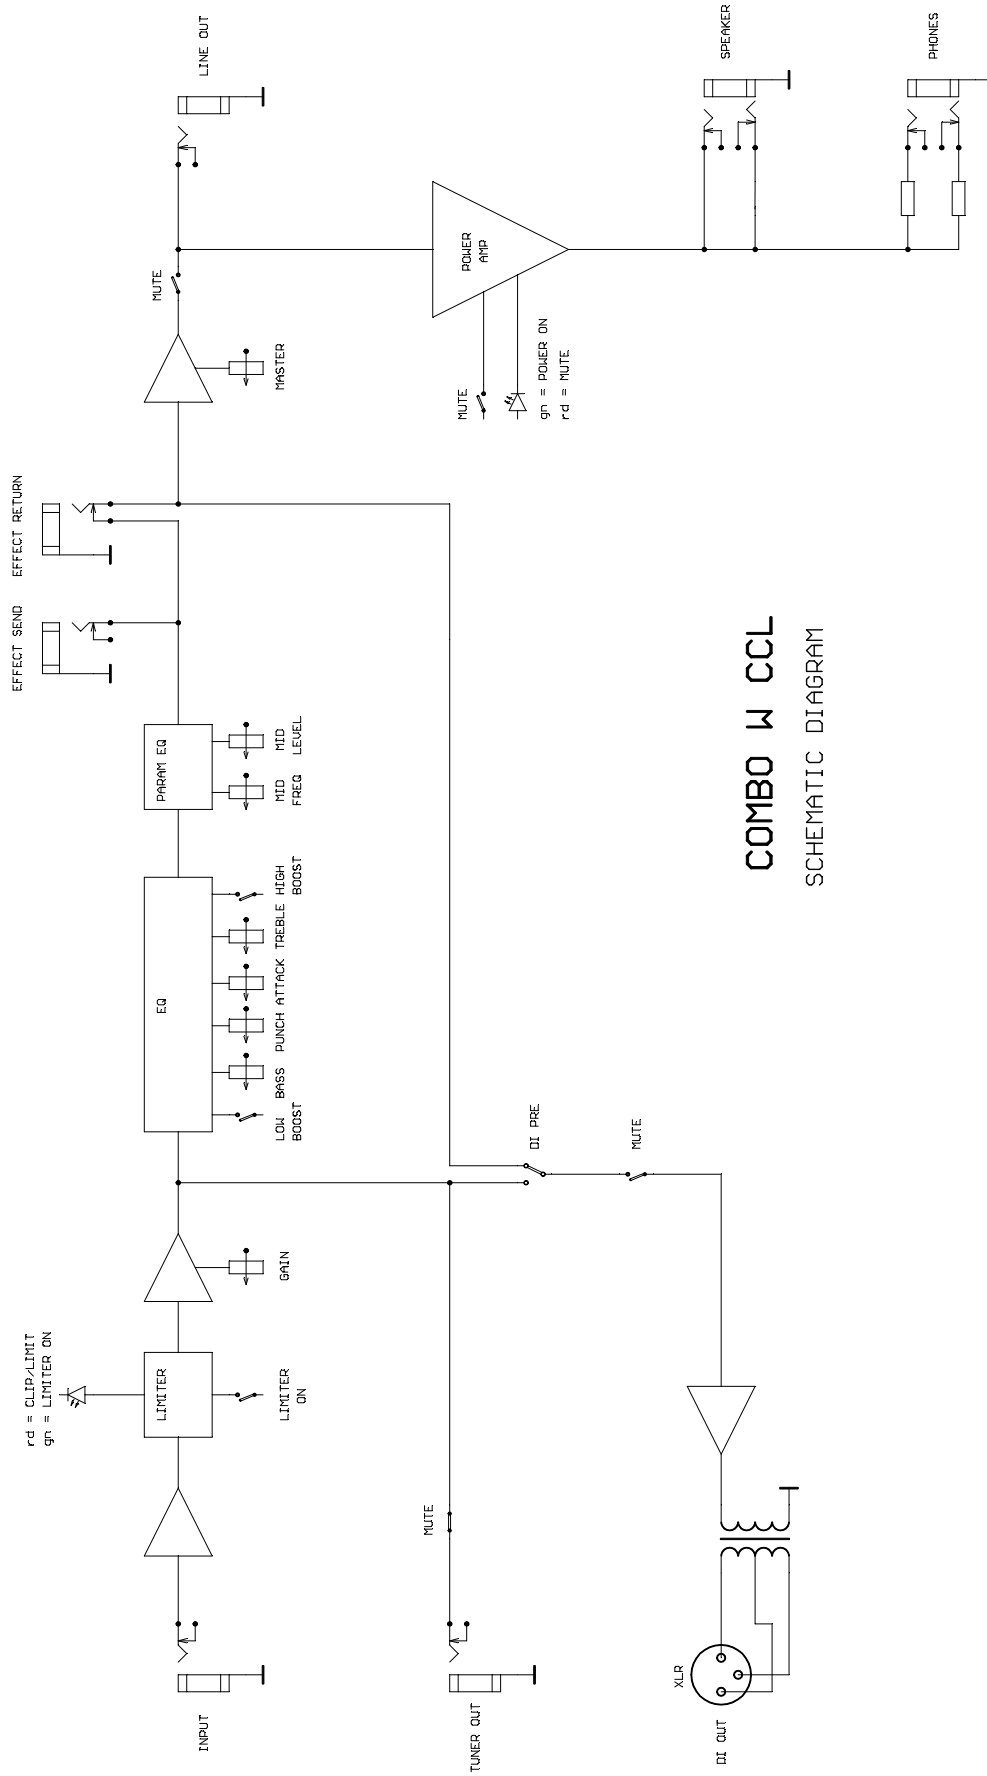 INPUT
rd = CLIP/LIMIT
gn = LIMITER ON
LIMITER
LIMITER
ON
GAIN
EQ
LOW
BOOST
BASS
PUNCH
ATTACK
TREBLE
HIGH
BOOST
PARAM EQ
MID
FREQ
MID
LEVEL
EFFECT SEND
EFFECT RETURN
MASTER
MUTE
LINE OUT
TUNER OUT
MUTE
DI PRE
MUTE
MUTE
gn = POWER ON
rd = MUTE
POWER
AMP
SPEAKER
PHONES
XLR
DI OUT
COMBO W CCL
SCHEMATIC DIAGRAM